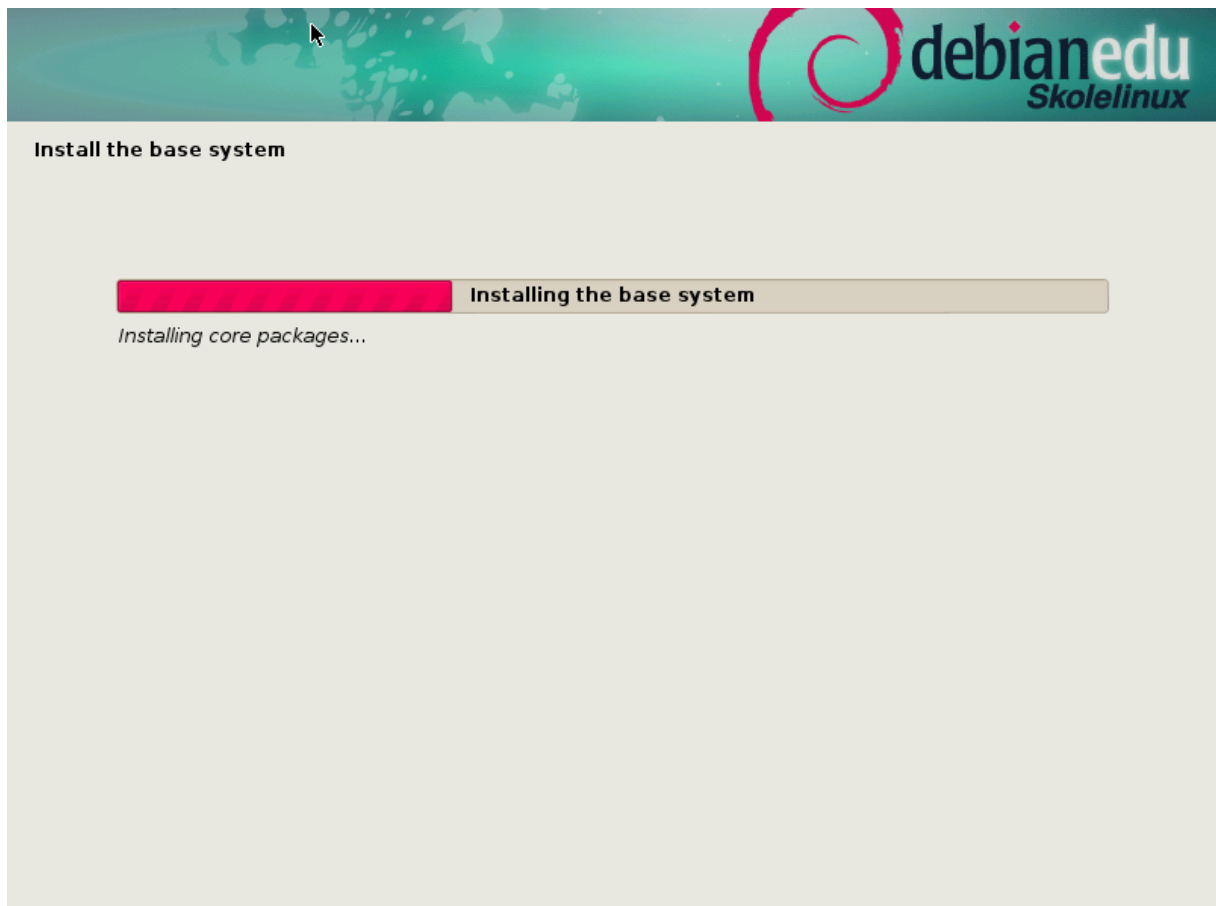 debianedu
Skolelinux
Install the base system
Installing the base system
Installing core packages...